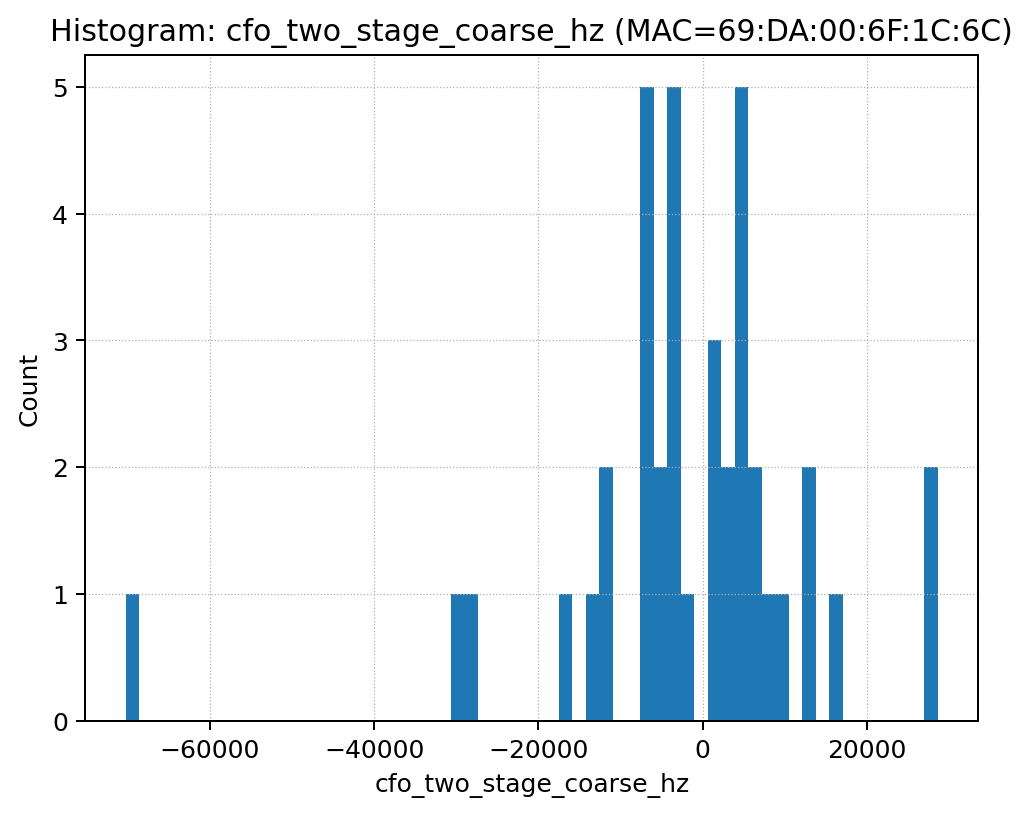 Histogram: cfo_two_stage_coarse_hz (MAC=69:DA:00:6F:1C:6C)
5
4
3
2
1
0
Count
−60000 −40000 −20000 0 20000
cfo_two_stage_coarse_hz